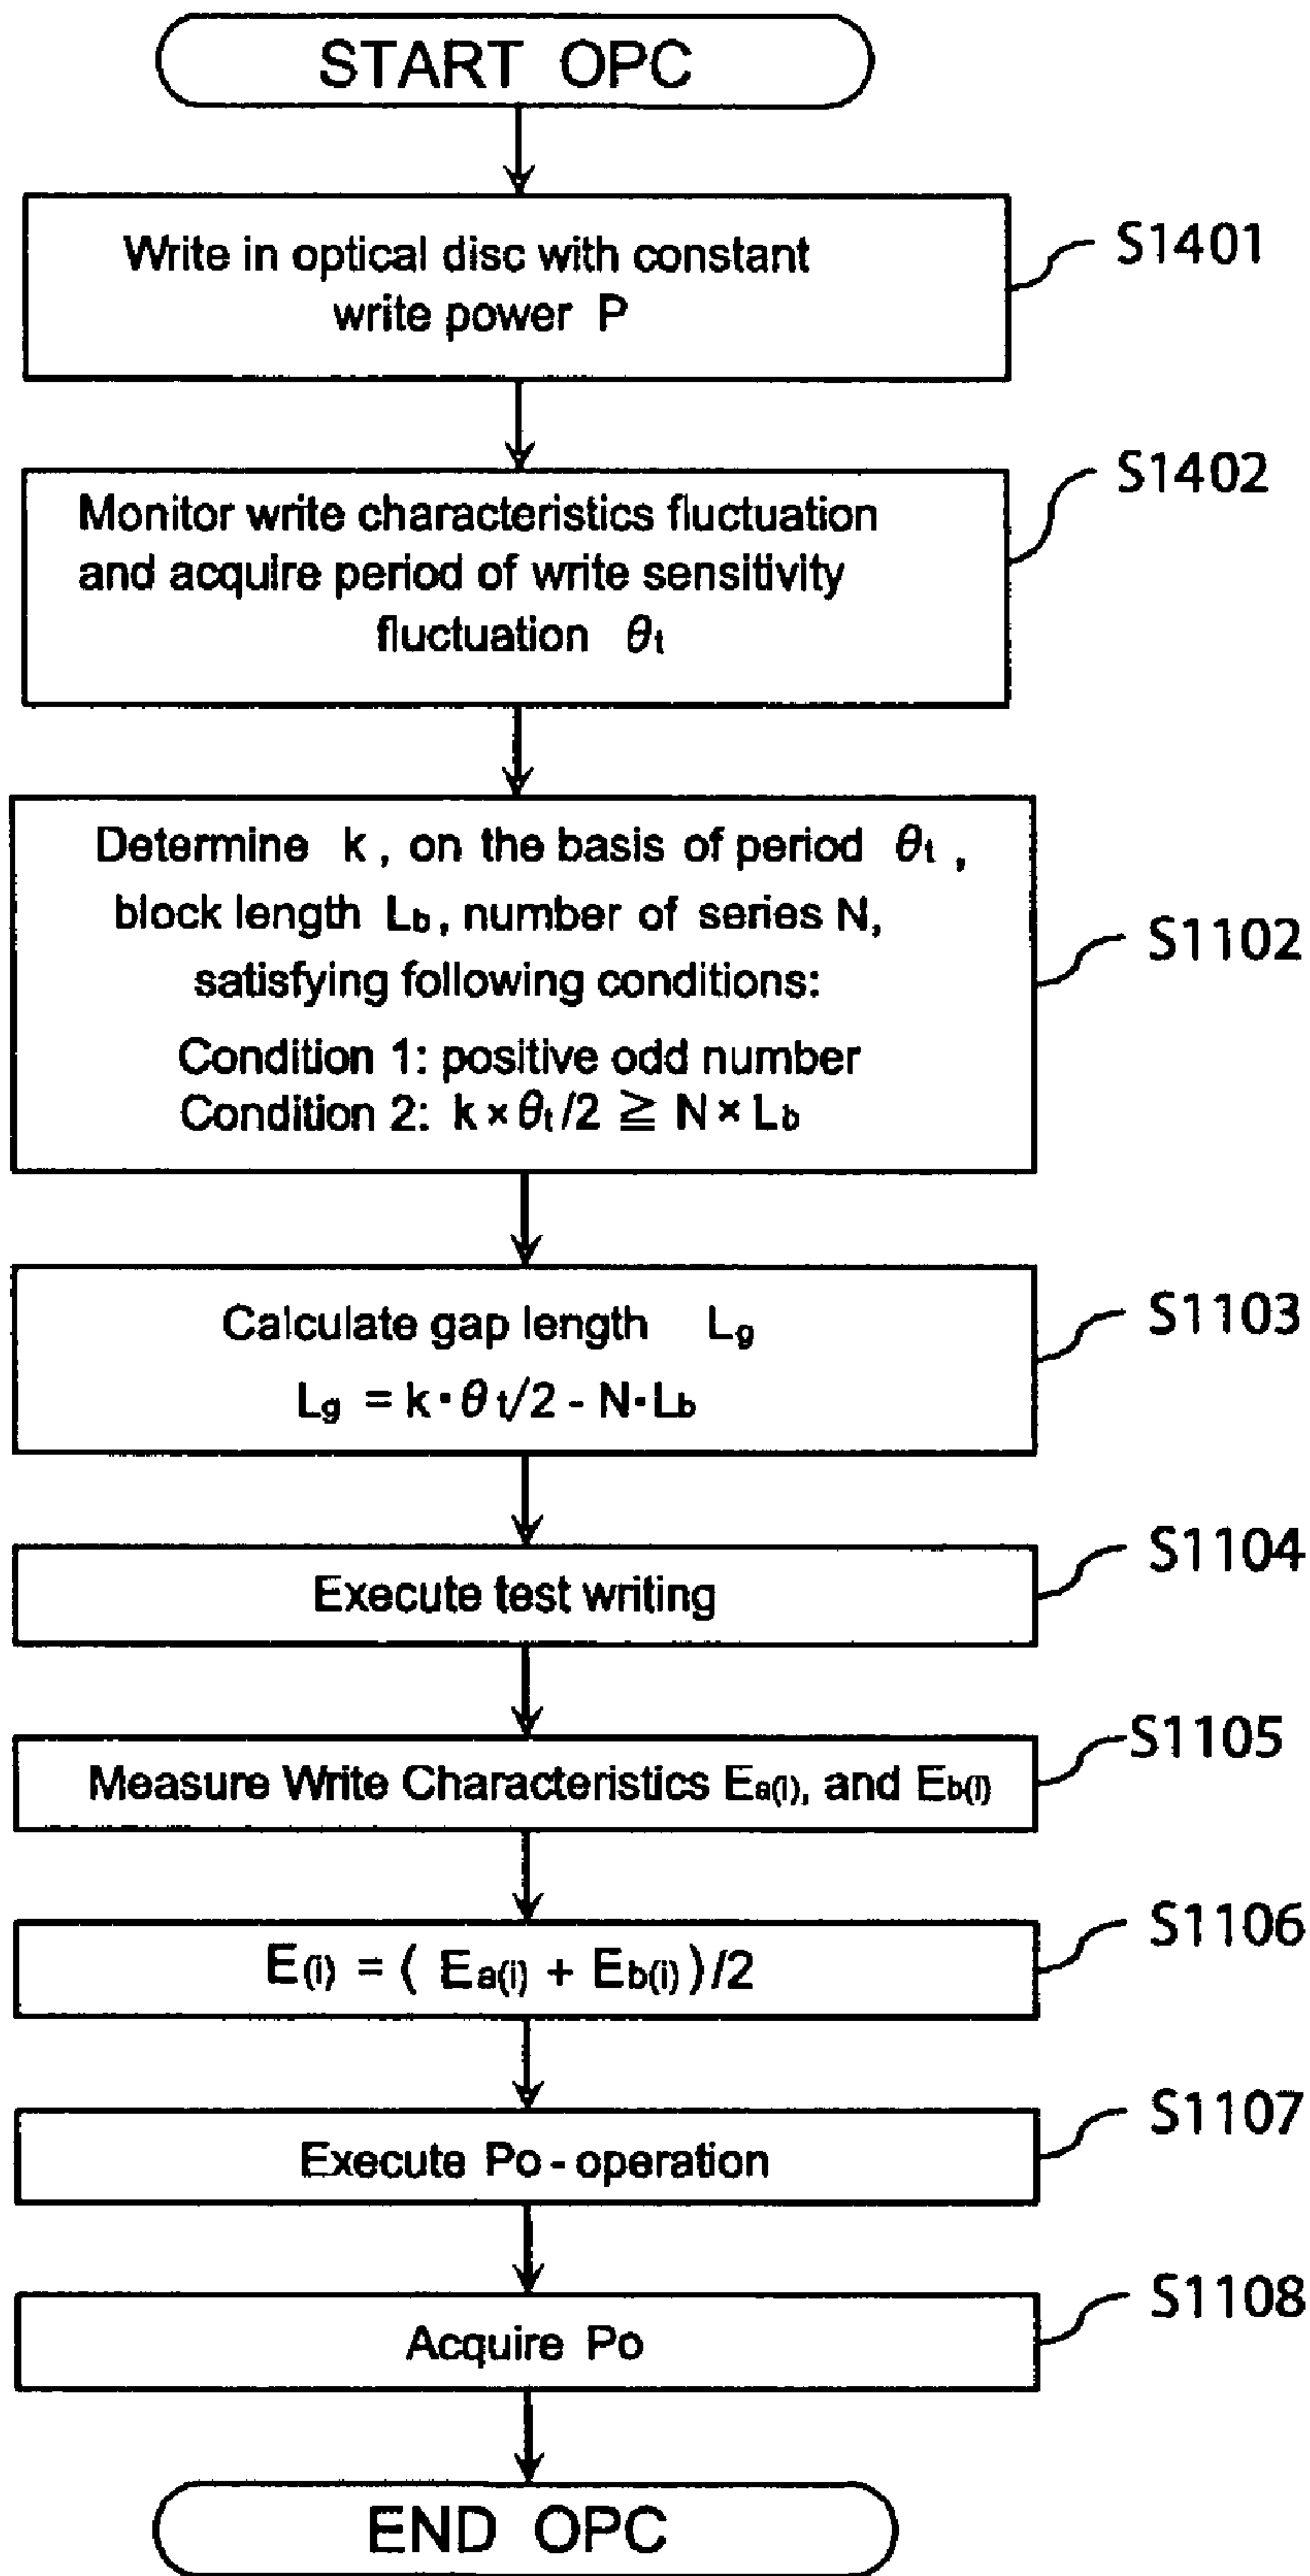 START OPC
Write in optical disc with constant
write power P
S1401
Monitor write characteristics fluctuation
and acquire period of write sensitivity
fluctuation θt
S1402
Determine k, on the basis of period θt,
block length Lb, number of series N,
satisfying following conditions:
Condition 1: positive odd number
Condition 2: k × θt/2 ≧ N × Lb
S1102
Calculate gap length Lg
Lg = k・θt/2 - N・Lb
S1103
Execute test writing
S1104
Measure Write Characteristics Ea(i), and Eb(i)
S1105
E(i) = ( Ea(i) + Eb(i) )/2
S1106
Execute Po - operation
S1107
Acquire Po
S1108
END OPC